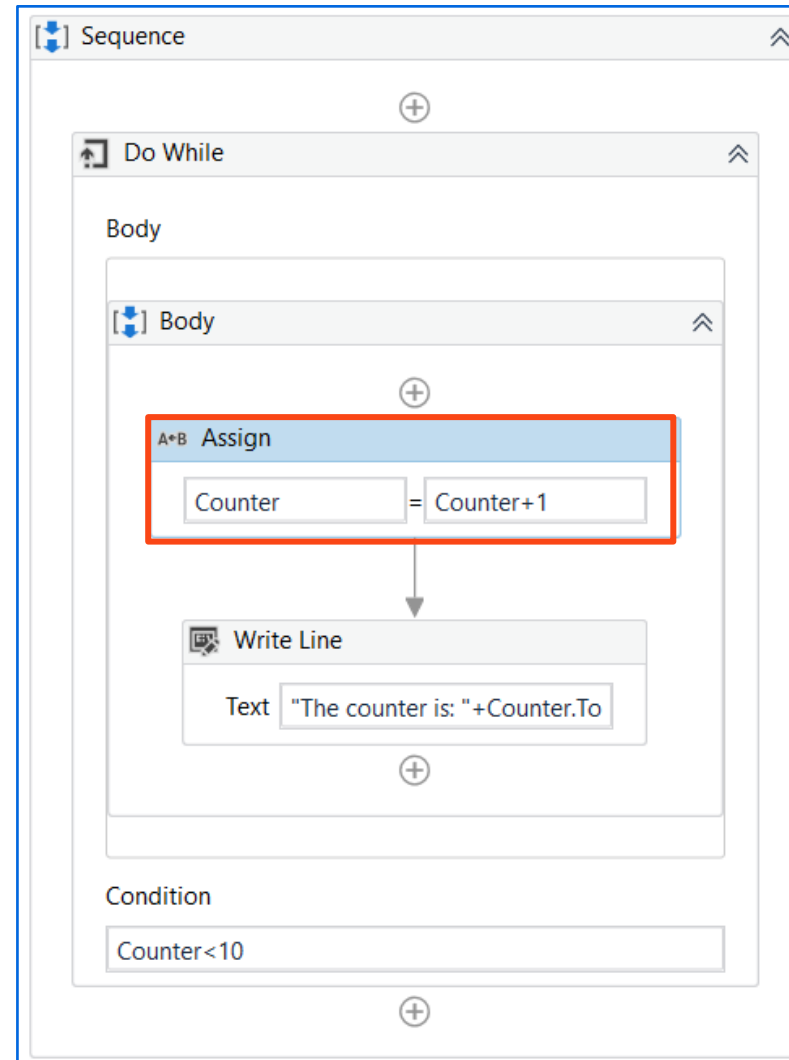 Sequence
Do While
Body
Body
A B Assign
Counter = Counter+1
Write Line
Text "The counter is: "+Counter.To
Condition
Counter<10